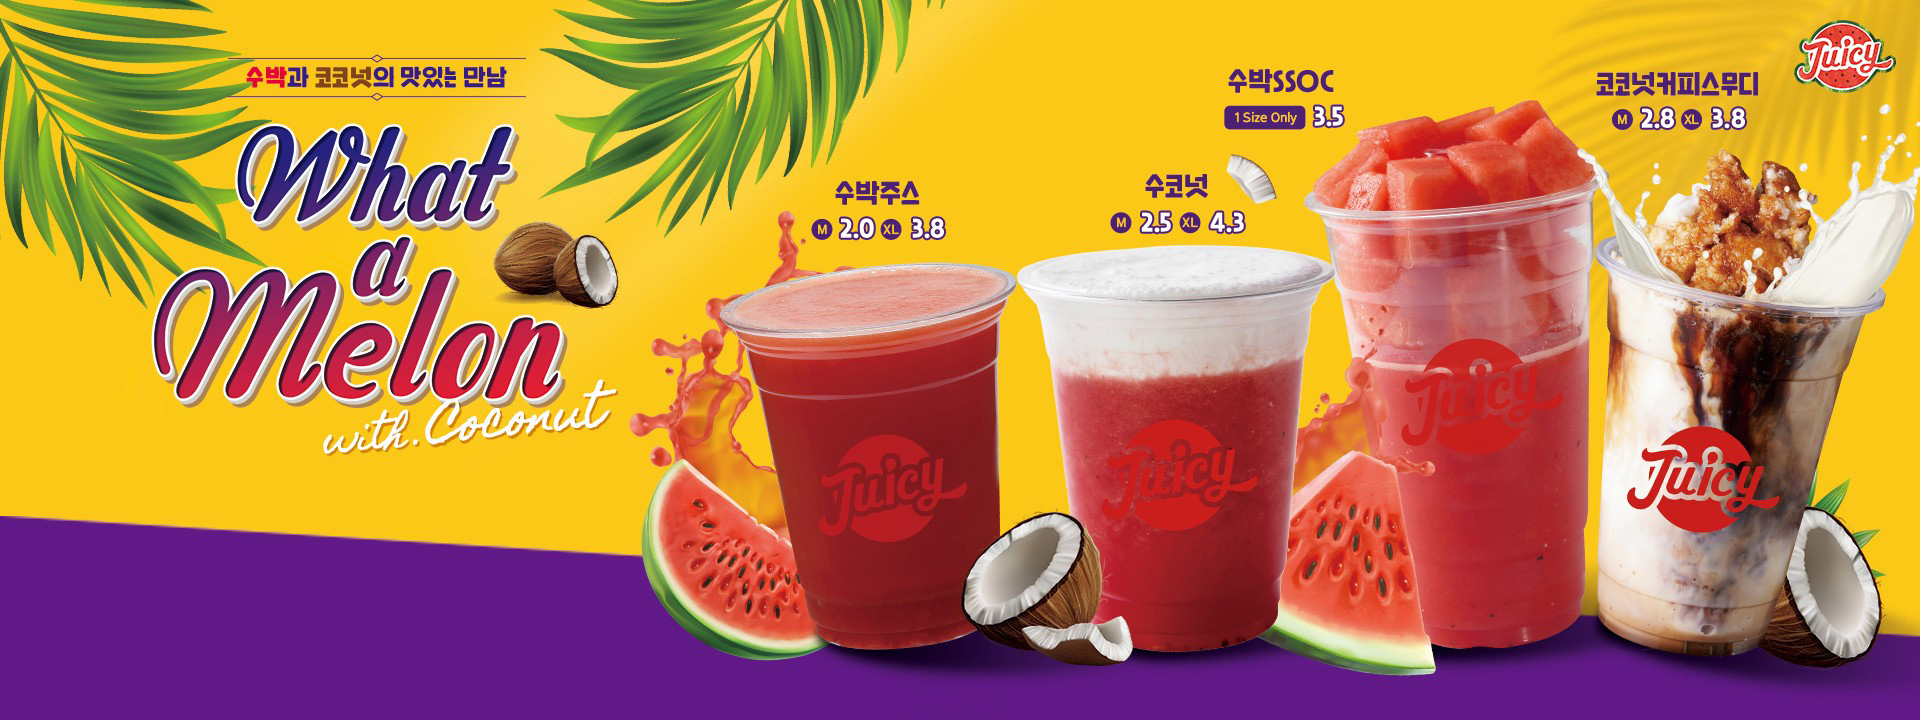 수박과 코코넛의 맛있는 만남
What
a
Melon
with. Coconut
수박주스
M 2.0 XL 3.8
수코넛
M 2.5 XL 4.3
수박SSOC
1 Size Only 3.5
코코넛커피스무디
M 2.8 XL 3.8
Juicy
Juicy
Juicy
Juicy
Juicy